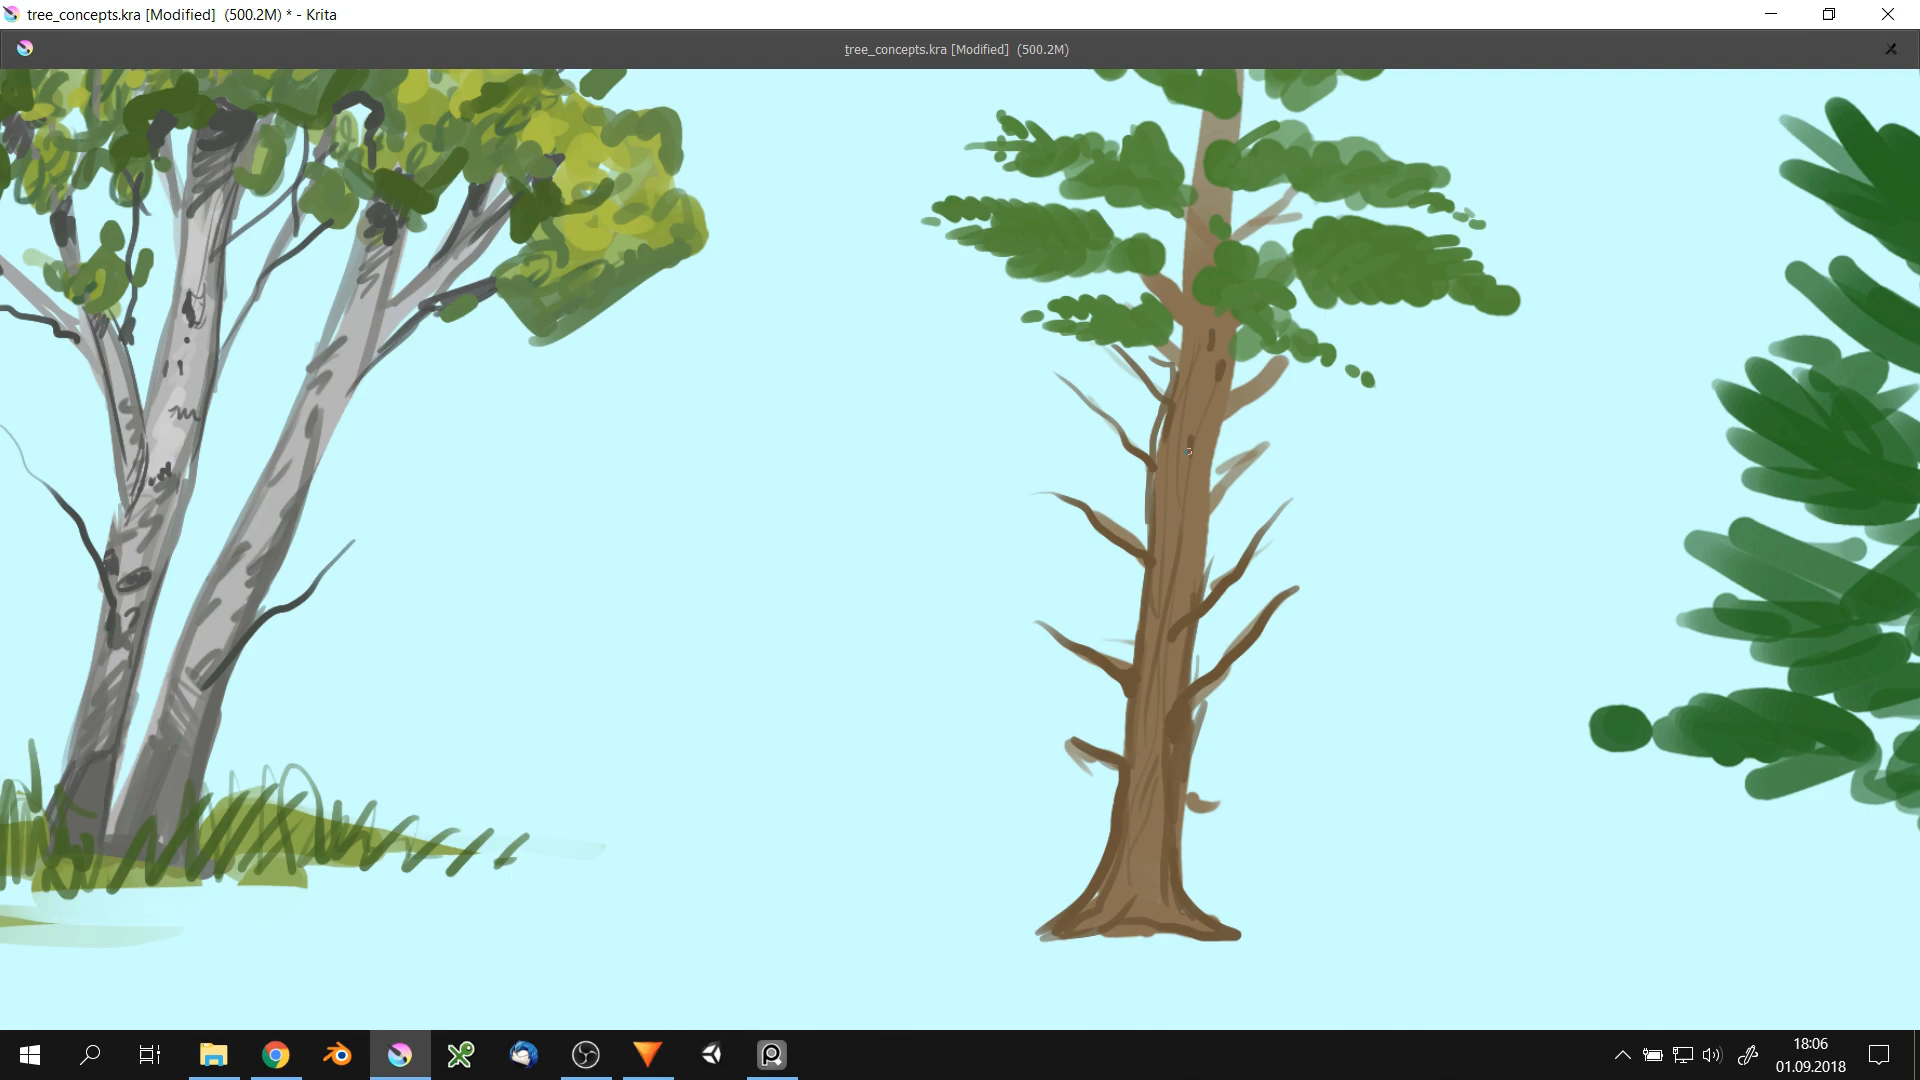 tree_concepts.kra [Modified]  (500.2M) * - Krita
tree_concepts.kra [Modified]  (500.2M)
18:06
01.09.2018